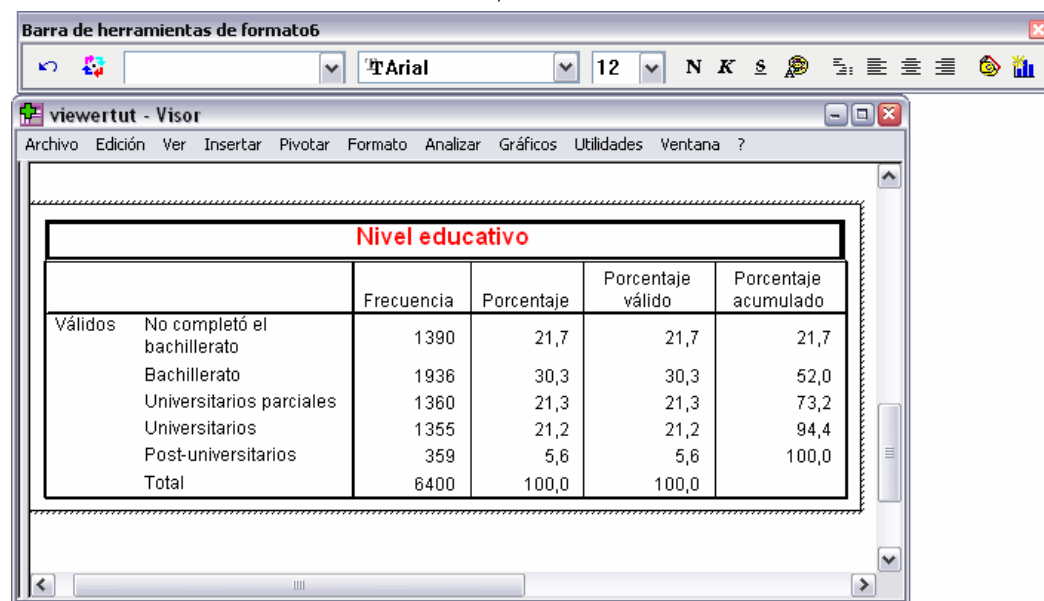 Barra de herramientas de formato6
Arial 12 N K S
viewertut - Visor
Archivo Edición Ver Insertar Pivotar Formato Analizar Gráficos Utilidades Ventana ?
Nivel educativo
Frecuencia Porcentaje Porcentaje válido Porcentaje acumulado
Válidos No completó el bachillerato 1390 21,7 21,7 21,7
Bachillerato 1936 30,3 30,3 52,0
Universitarios parciales 1360 21,3 21,3 73,2
Universitarios 1355 21,2 21,2 94,4
Post-universitarios 359 5,6 5,6 100,0
Total 6400 100,0 100,0